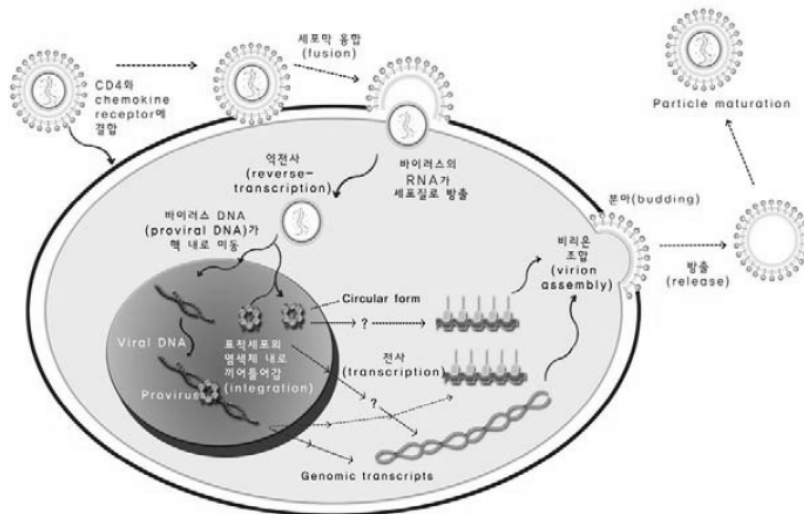 세포막 융합
(fusion)
CD4와
chemokine
receptor에
결합
Particle maturation
역전사
(reverse-
transcription)
바이러스의
RNA가
세포질로 방출
분아(budding)
바이러스 DNA
(proviral DNA)가
핵 내로 이동
비리온
조합
(virion
assembly)
방출
(release)
Circular form
?
Viral DNA
표적세포의
염색체 내로
끼어들어감
(integration)
전사
(transcription)
Provirus
?
Genomic transcripts